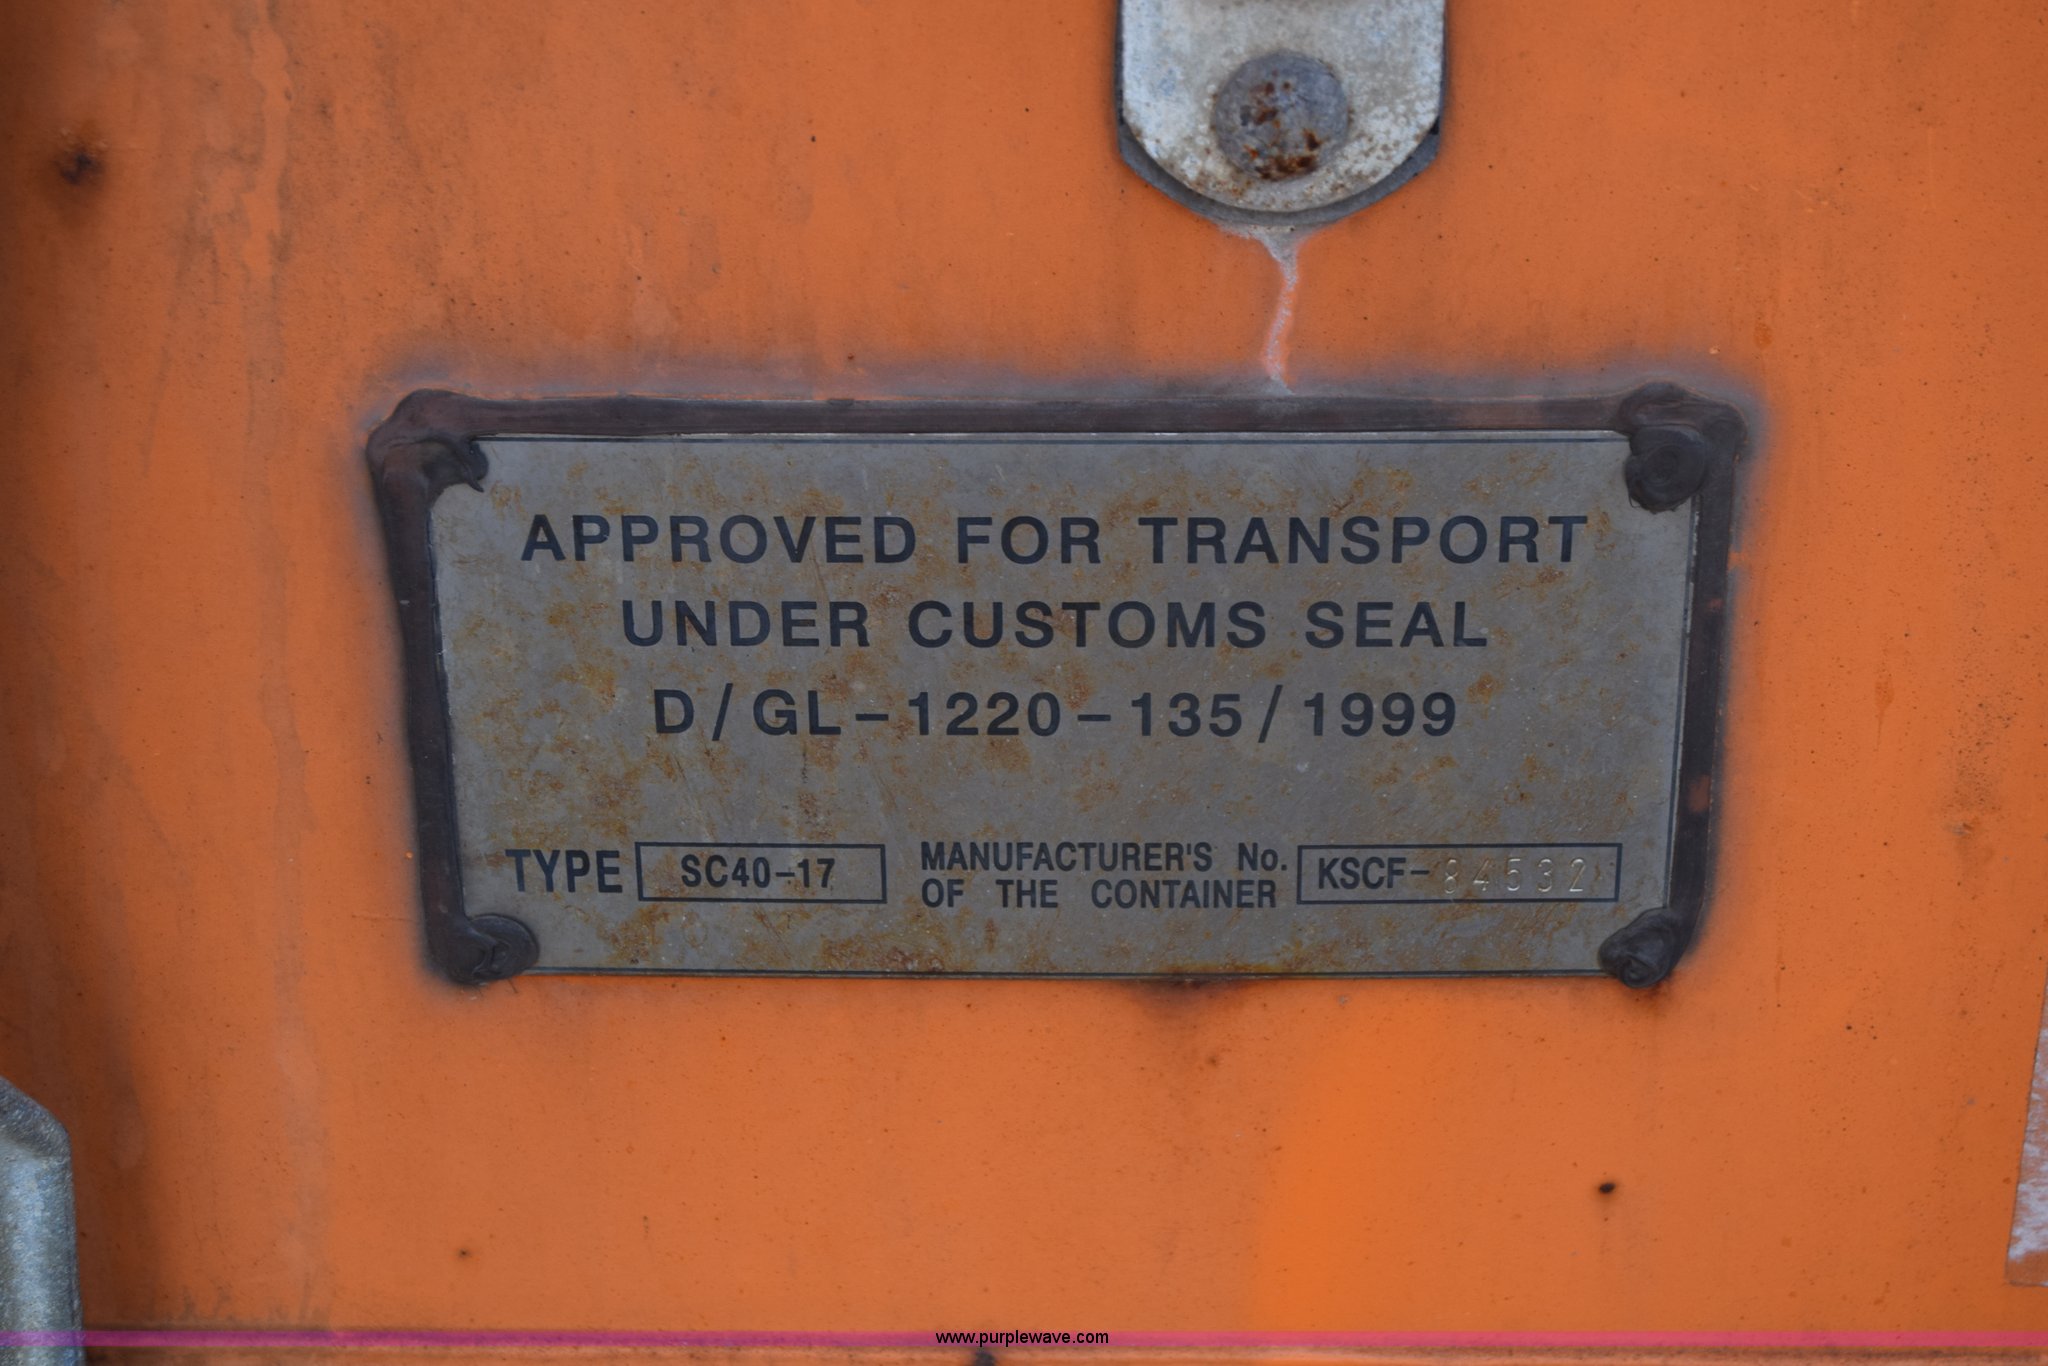 APPROVED FOR TRANSPORT
UNDER CUSTOMS SEAL
D/GL-1220-135/1999
TYPE SC40-17 MANUFACTURER'S No. OF THE CONTAINER KSCF-84532
www.purplewave.com